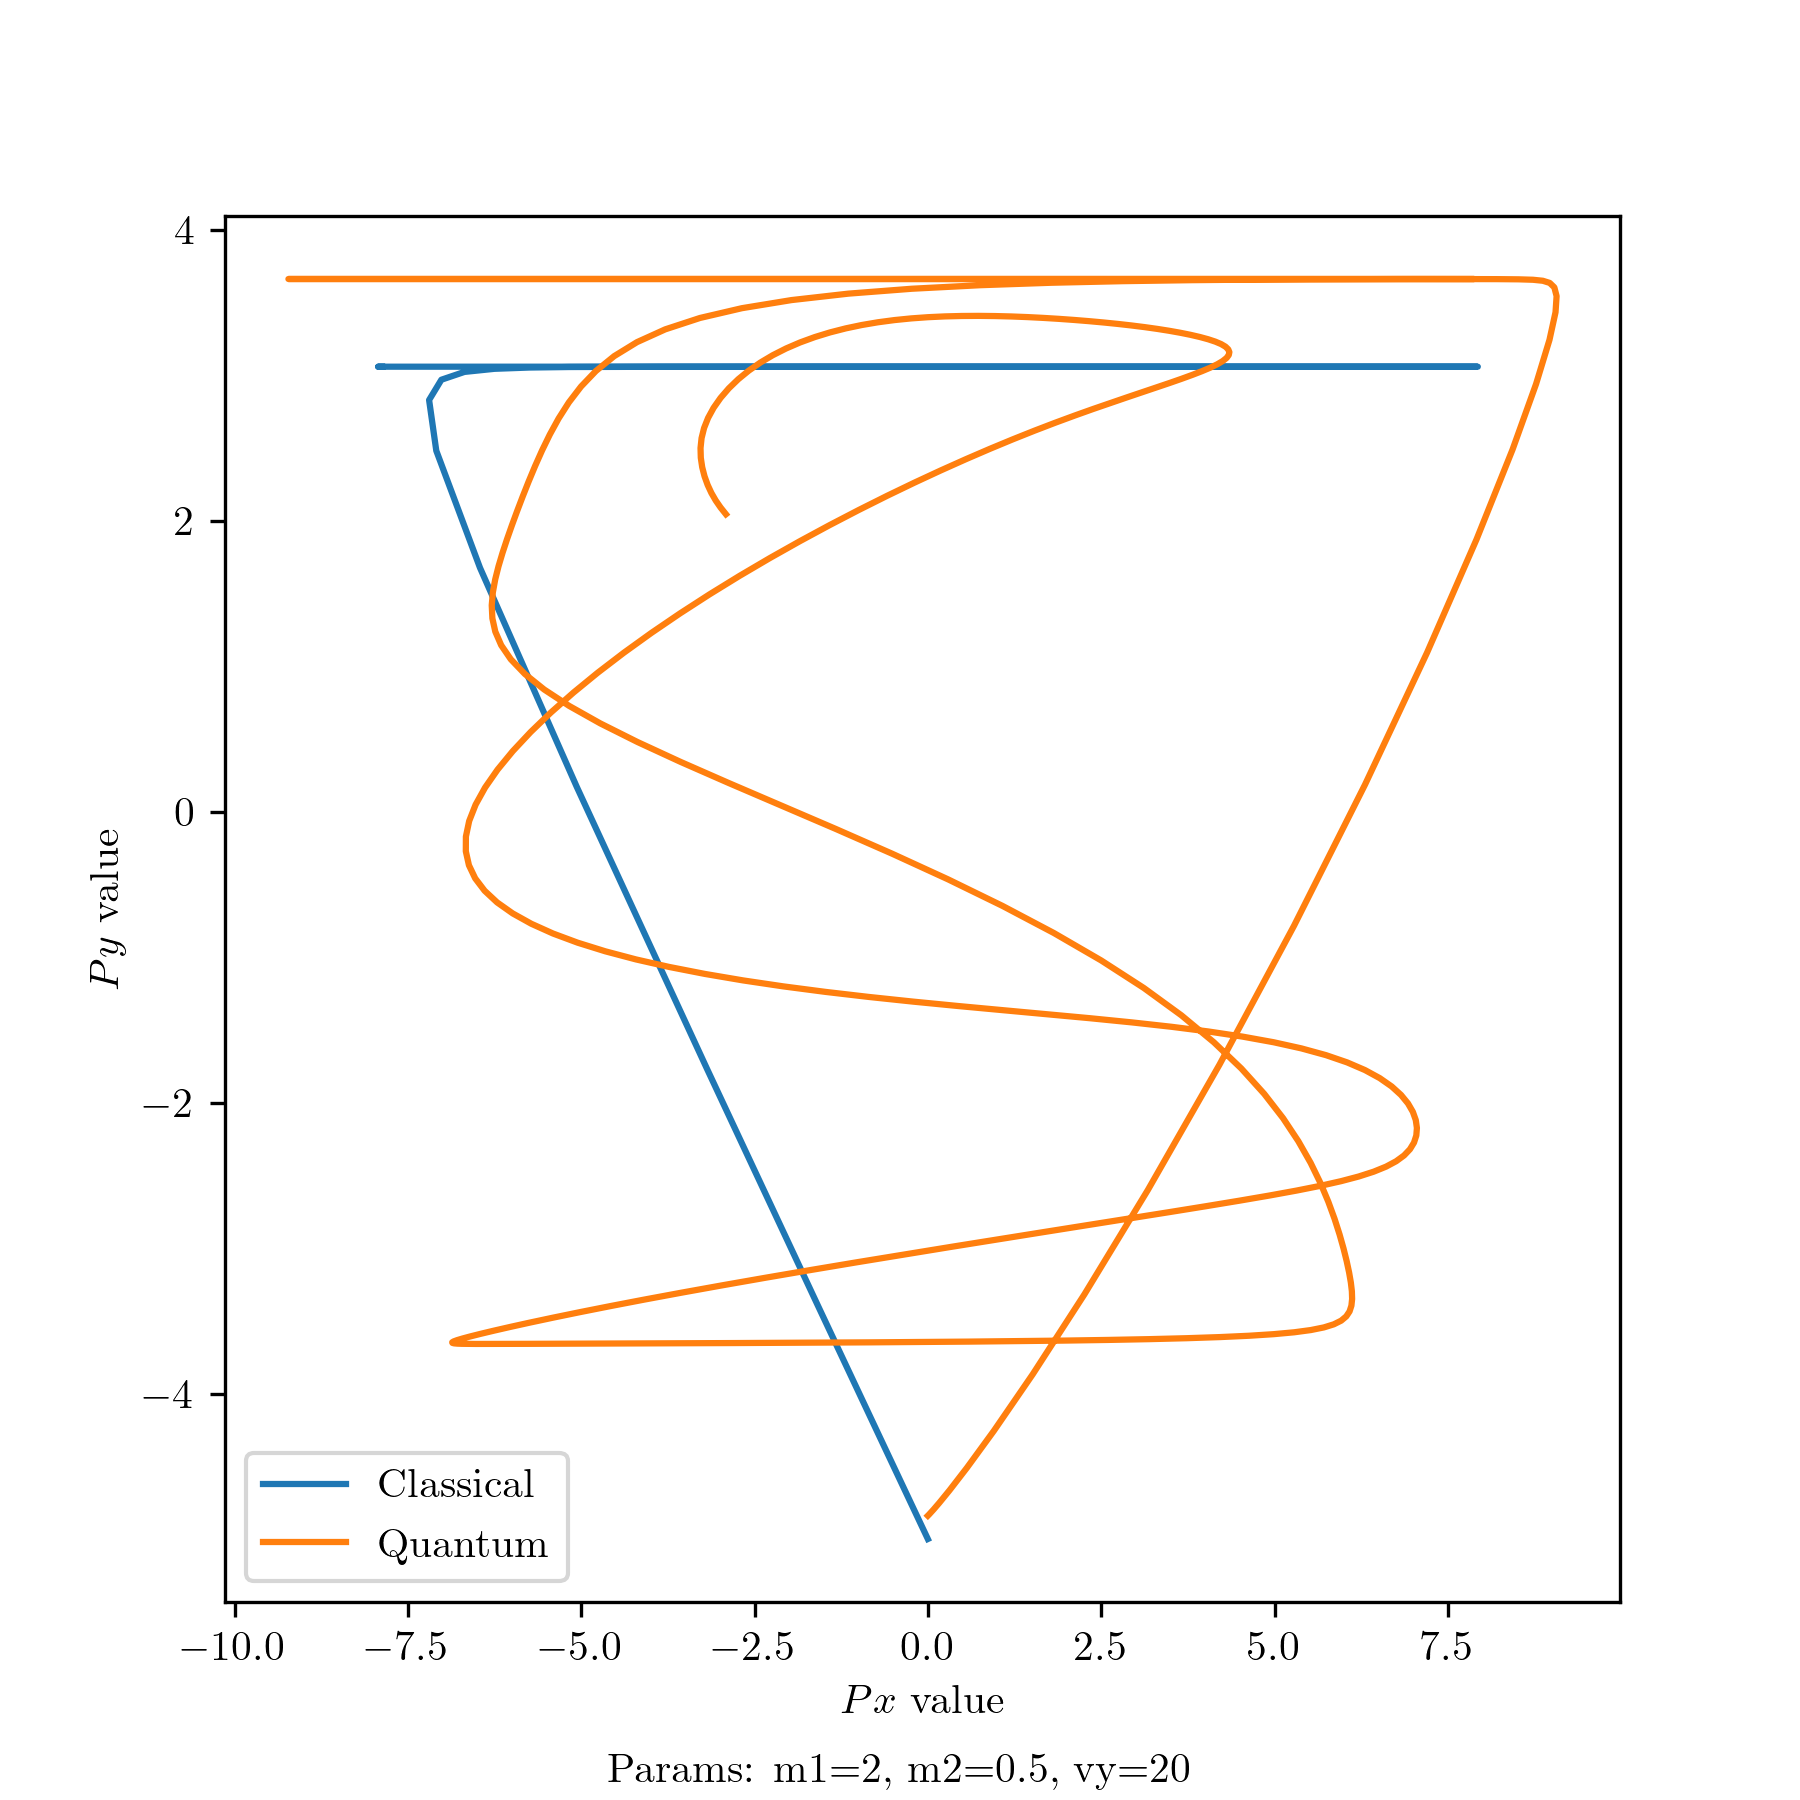 4
2
0
−2
−4
Py value
Classical
Quantum
−10.0 −7.5 −5.0 −2.5 0.0 2.5 5.0 7.5
Px value
Params: m1=2, m2=0.5, vy=20